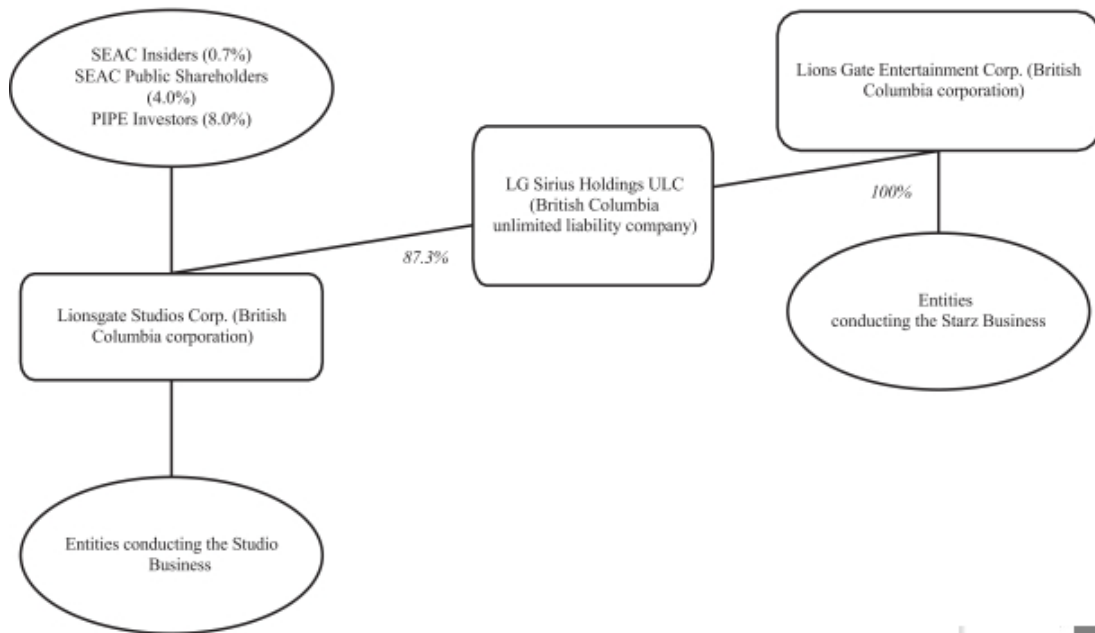 SEAC Insiders (0.7%)
SEAC Public Shareholders
(4.0%)
PIPE Investors (8.0%)
Lions Gate Entertainment Corp. (British
Columbia corporation)
LG Sirius Holdings ULC
(British Columbia
unlimited liability company)
100%
87.3%
Lionsgate Studios Corp. (British
Columbia corporation)
Entities
conducting the Starz Business
Entities conducting the Studio
Business